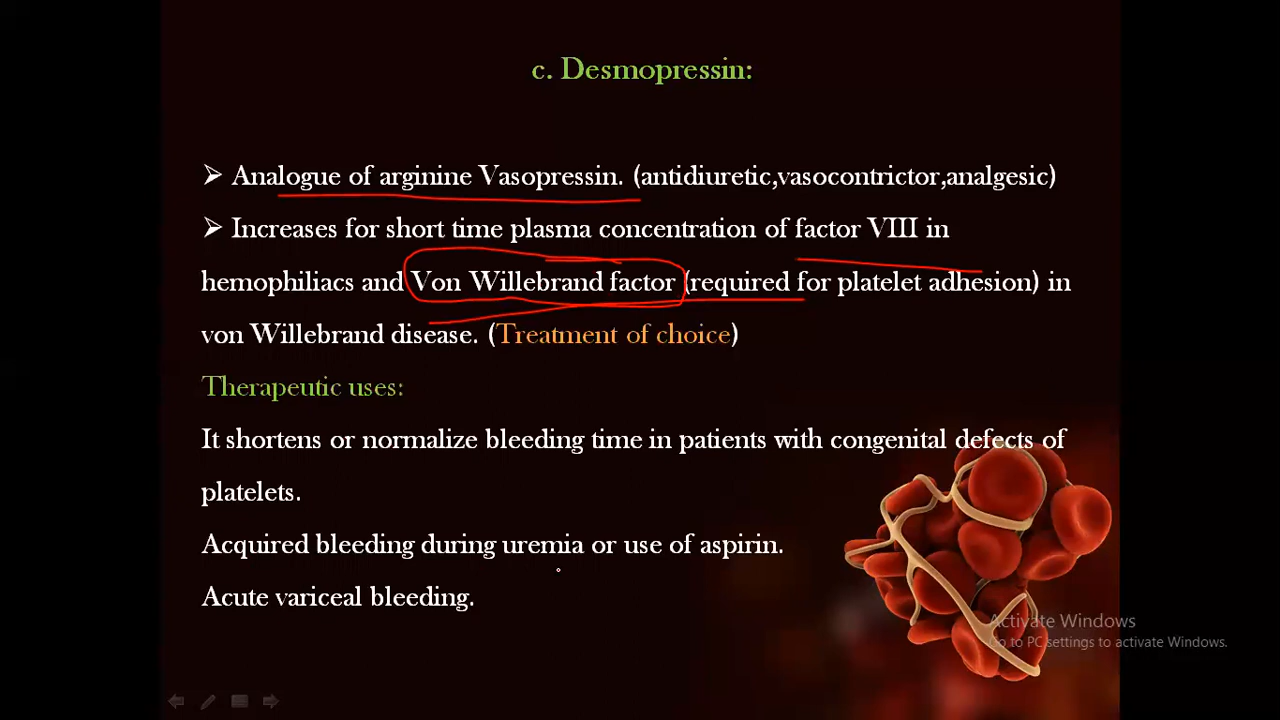 c. Desmopressin:
➢ Analogue of arginine Vasopressin. (antidiuretic,vasocontrictor,analgesic)
➢ Increases for short time plasma concentration of factor VIII in
hemophiliacs and Von Willebrand factor (required for platelet adhesion) in
von Willebrand disease. (Treatment of choice)
Therapeutic uses:
It shortens or normalize bleeding time in patients with congenital defects of
platelets.
Acquired bleeding during uremia or use of aspirin.
Acute variceal bleeding.
Activate Windows
Go to PC settings to activate Windows.